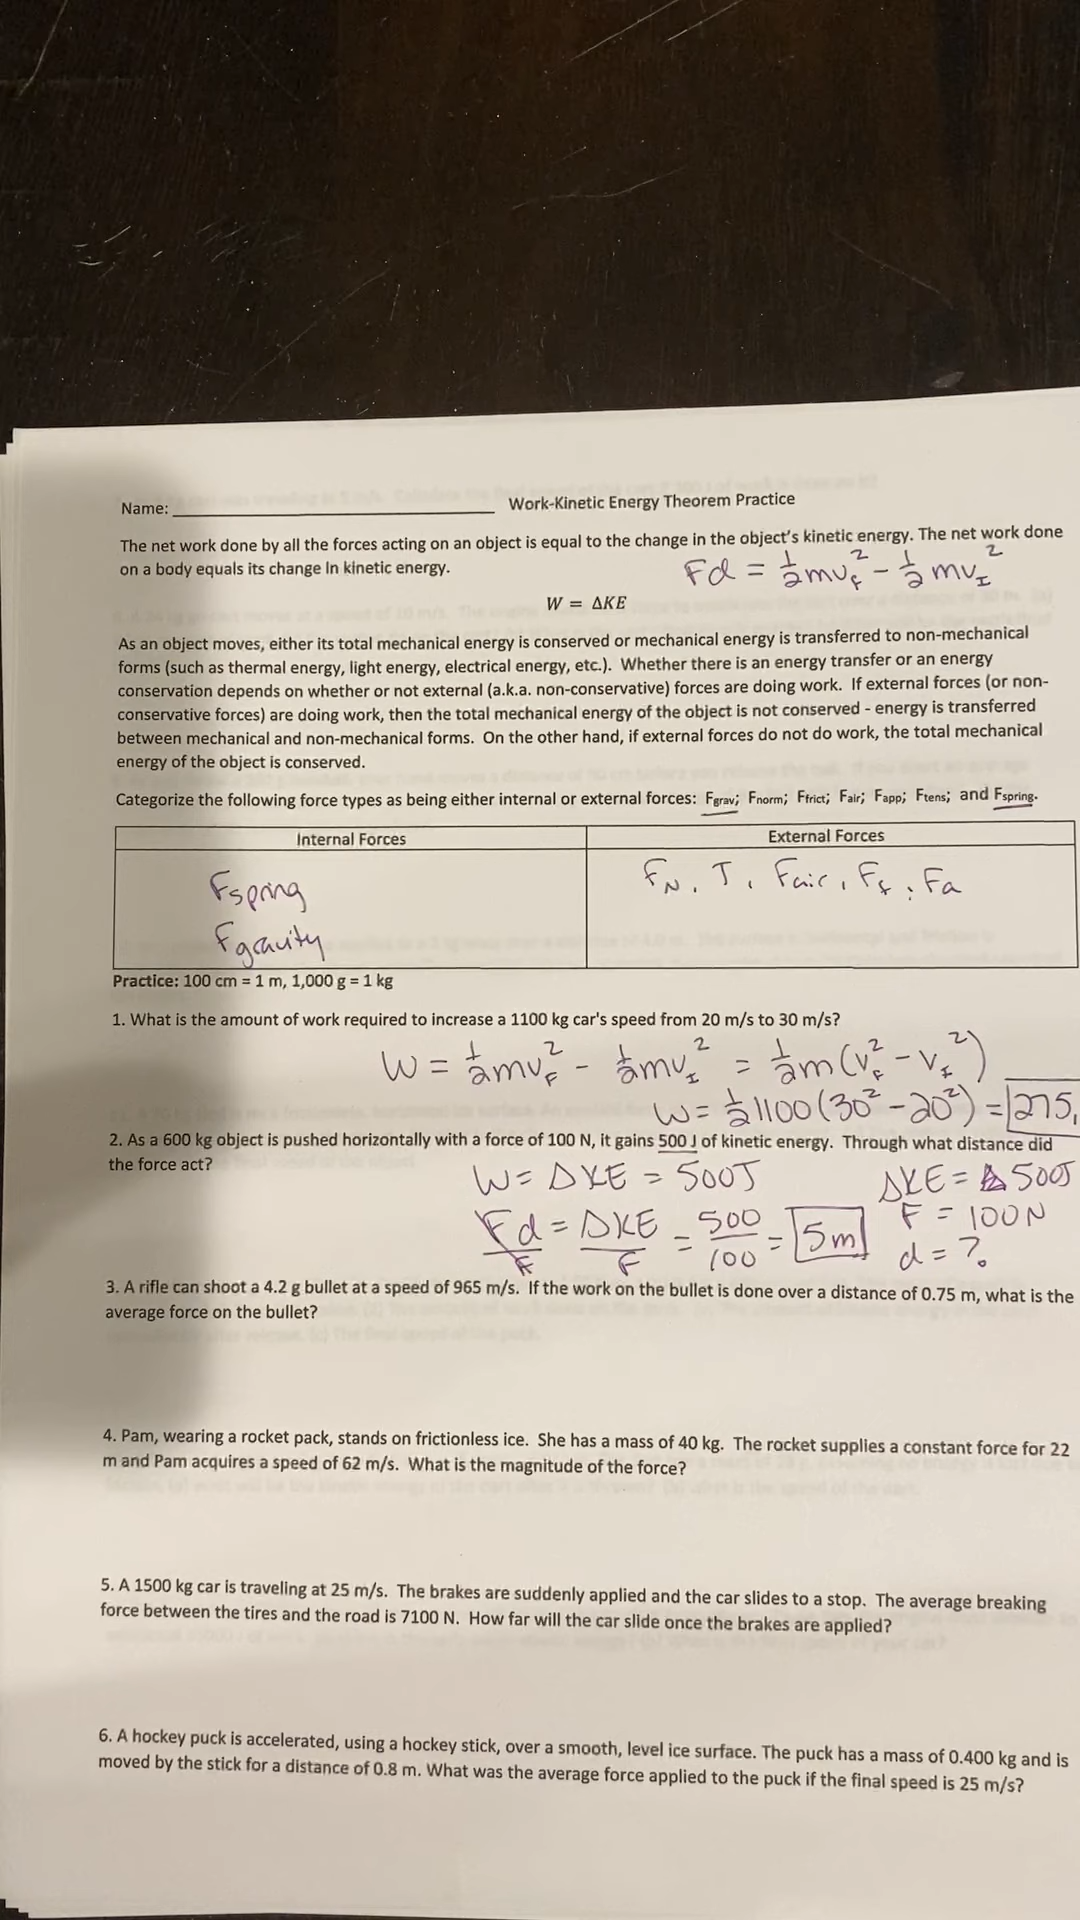 Name: Work-Kinetic Energy Theorem Practice
The net work done by all the forces acting on an object is equal to the change in the object's kinetic energy. The net work done
on a body equals its change In kinetic energy.
Fd = ½mv_F² - ½mv_I²
W = ΔKE
As an object moves, either its total mechanical energy is conserved or mechanical energy is transferred to non-mechanical
forms (such as thermal energy, light energy, electrical energy, etc.). Whether there is an energy transfer or an energy
conservation depends on whether or not external (a.k.a. non-conservative) forces are doing work. If external forces (or non-
conservative forces) are doing work, then the total mechanical energy of the object is not conserved - energy is transferred
between mechanical and non-mechanical forms. On the other hand, if external forces do not do work, the total mechanical
energy of the object is conserved.
Categorize the following force types as being either internal or external forces: Fgrav; Fnorm; Ffrict; Fair; Fapp; Ftens; and Fspring.
Internal Forces External Forces
Fspring F_N, T, Fair, F_f, Fa
Fgravity
Practice: 100 cm = 1 m, 1,000 g = 1 kg
1. What is the amount of work required to increase a 1100 kg car's speed from 20 m/s to 30 m/s?
W = ½mv_F² - ½mv_I² = ½m(v_F² - v_I²)
W = ½1100(30² - 20²) = 275,
2. As a 600 kg object is pushed horizontally with a force of 100 N, it gains 500 J of kinetic energy. Through what distance did
the force act?
W = ΔKE = 500J ΔKE = 500J
Fd/F = ΔKE/F = 500/100 = 5m F = 100N
d = ?
3. A rifle can shoot a 4.2 g bullet at a speed of 965 m/s. If the work on the bullet is done over a distance of 0.75 m, what is the
average force on the bullet?
4. Pam, wearing a rocket pack, stands on frictionless ice. She has a mass of 40 kg. The rocket supplies a constant force for 22
m and Pam acquires a speed of 62 m/s. What is the magnitude of the force?
5. A 1500 kg car is traveling at 25 m/s. The brakes are suddenly applied and the car slides to a stop. The average breaking
force between the tires and the road is 7100 N. How far will the car slide once the brakes are applied?
6. A hockey puck is accelerated, using a hockey stick, over a smooth, level ice surface. The puck has a mass of 0.400 kg and is
moved by the stick for a distance of 0.8 m. What was the average force applied to the puck if the final speed is 25 m/s?